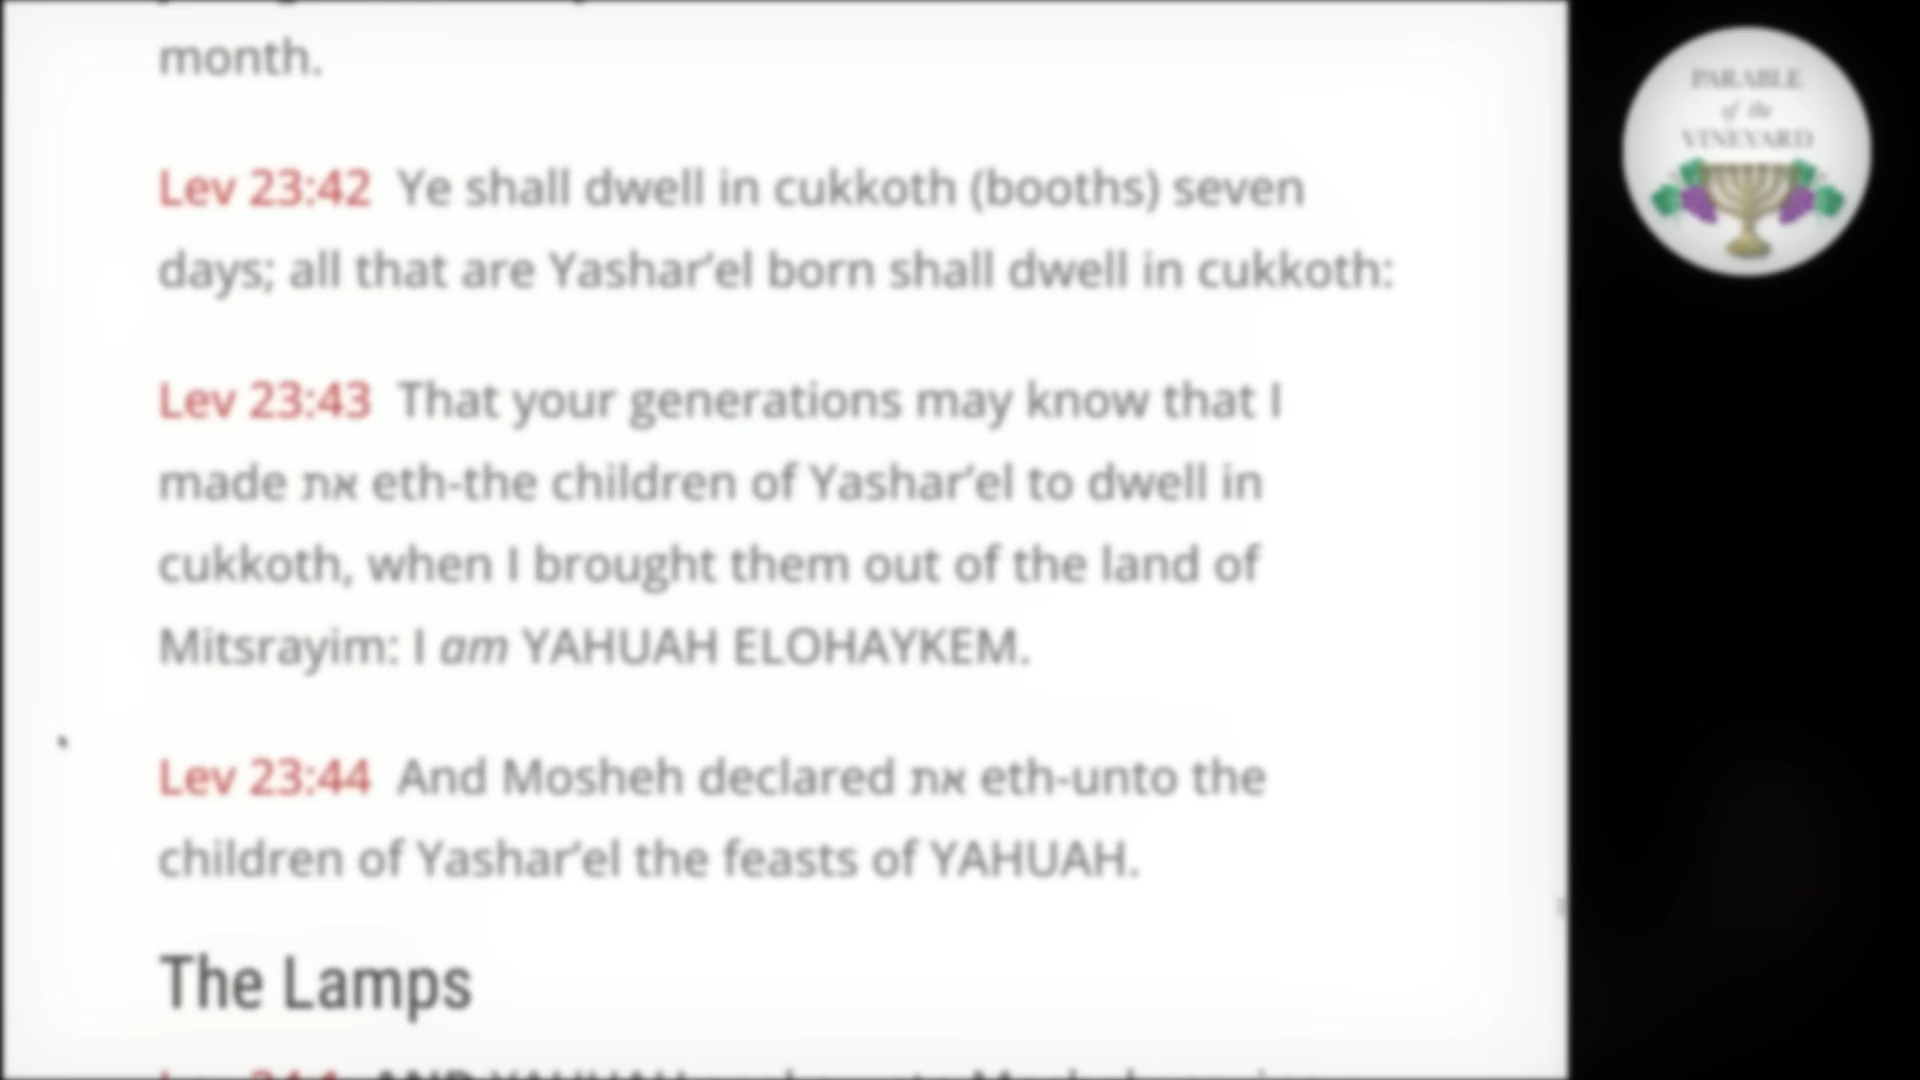 month.
Lev 23:42 Ye shall dwell in cukkoth (booths) seven
days; all that are Yashar’el born shall dwell in cukkoth:
Lev 23:43 That your generations may know that I
made את eth-the children of Yashar’el to dwell in
cukkoth, when I brought them out of the land of
Mitsrayim: I am YAHUAH ELOHAYKEM.
Lev 23:44 And Mosheh declared את eth-unto the
children of Yashar’el the feasts of YAHUAH.
The Lamps
PARABLE
of the
VINEYARD